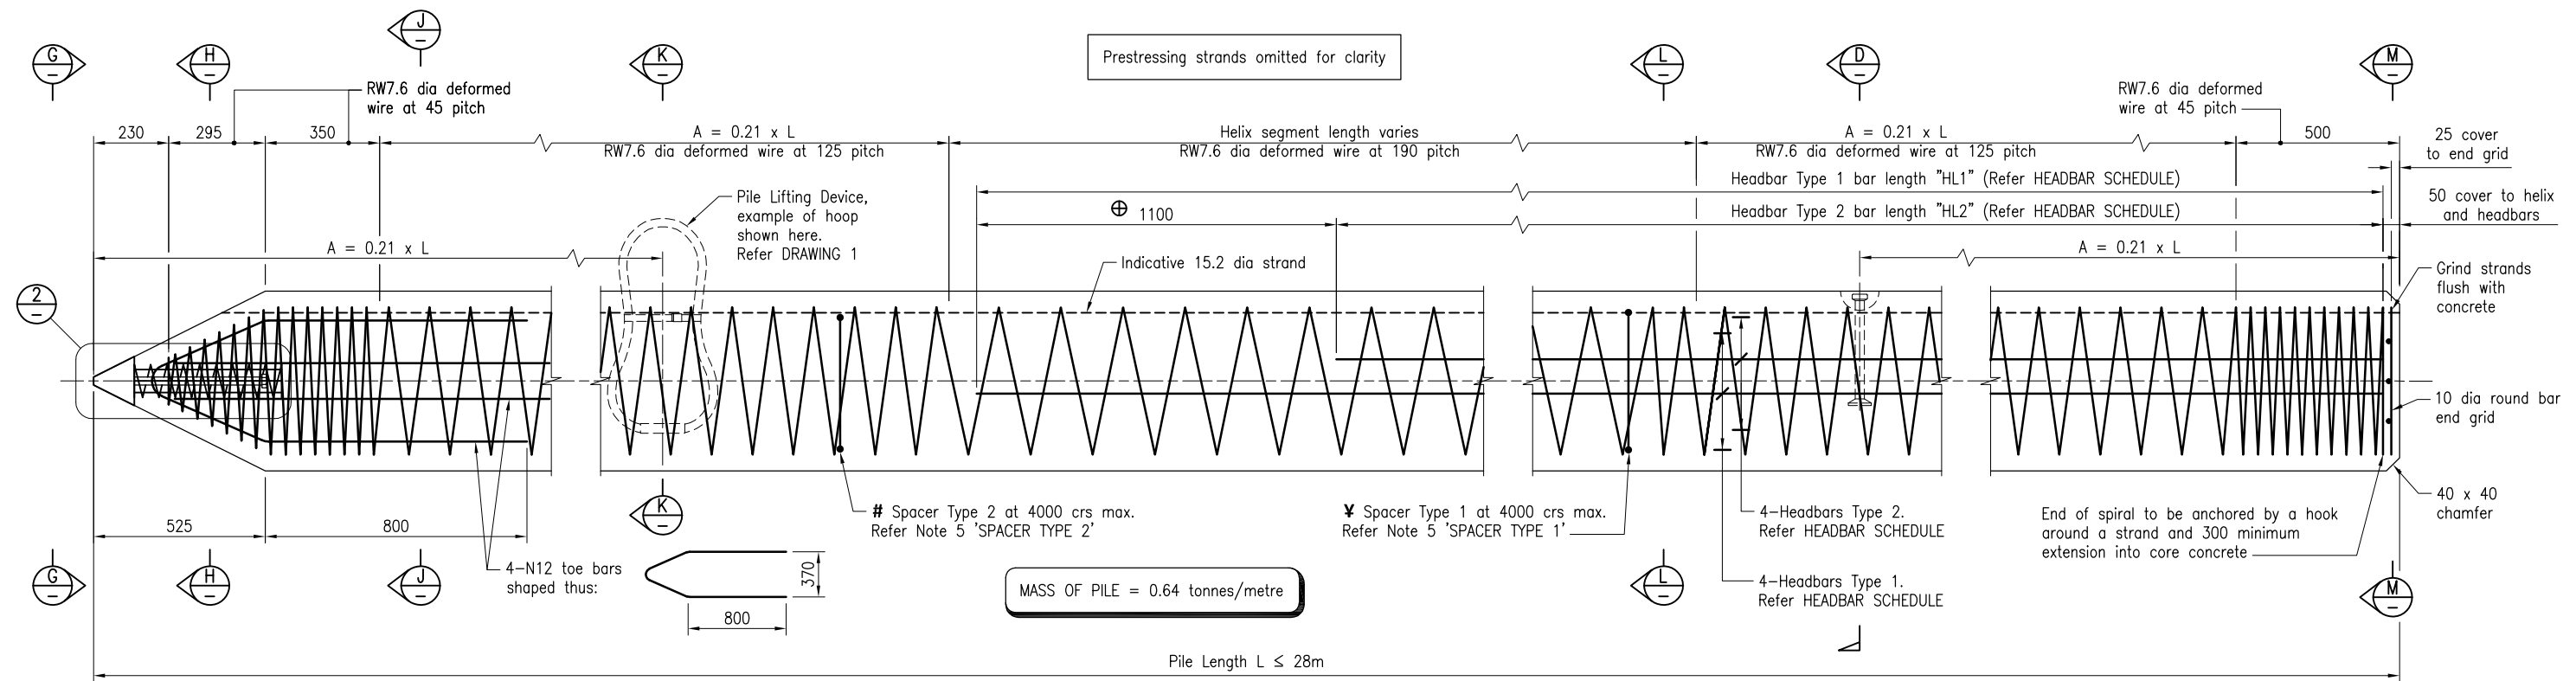 J
–
G
–
H
–
K
–
Prestressing strands omitted for clarity
L
–
D
–
M
–
RW7.6 dia deformed
wire at 45 pitch
RW7.6 dia deformed
wire at 45 pitch
230
295
350
A = 0.21 x L
RW7.6 dia deformed wire at 125 pitch
Helix segment length varies
RW7.6 dia deformed wire at 190 pitch
A = 0.21 x L
RW7.6 dia deformed wire at 125 pitch
500
25 cover
to end grid
Headbar Type 1 bar length "HL1" (Refer HEADBAR SCHEDULE)
Pile Lifting Device,
example of hoop
shown here.
Refer DRAWING 1
⊕ 1100
Headbar Type 2 bar length "HL2" (Refer HEADBAR SCHEDULE)
50 cover to helix
and headbars
A = 0.21 x L
A = 0.21 x L
Indicative 15.2 dia strand
Grind strands
flush with
concrete
2
–
10 dia round bar
end grid
525
800
K
–
# Spacer Type 2 at 4000 crs max.
Refer Note 5 'SPACER TYPE 2'
¥ Spacer Type 1 at 4000 crs max.
Refer Note 5 'SPACER TYPE 1'
4-Headbars Type 2.
Refer HEADBAR SCHEDULE
End of spiral to be anchored by a hook
around a strand and 300 minimum
extension into core concrete
40 x 40
chamfer
G
–
H
–
J
–
4-N12 toe bars
shaped thus:
370
800
MASS OF PILE = 0.64 tonnes/metre
L
–
4-Headbars Type 1.
Refer HEADBAR SCHEDULE
M
–
Pile Length L ≤ 28m